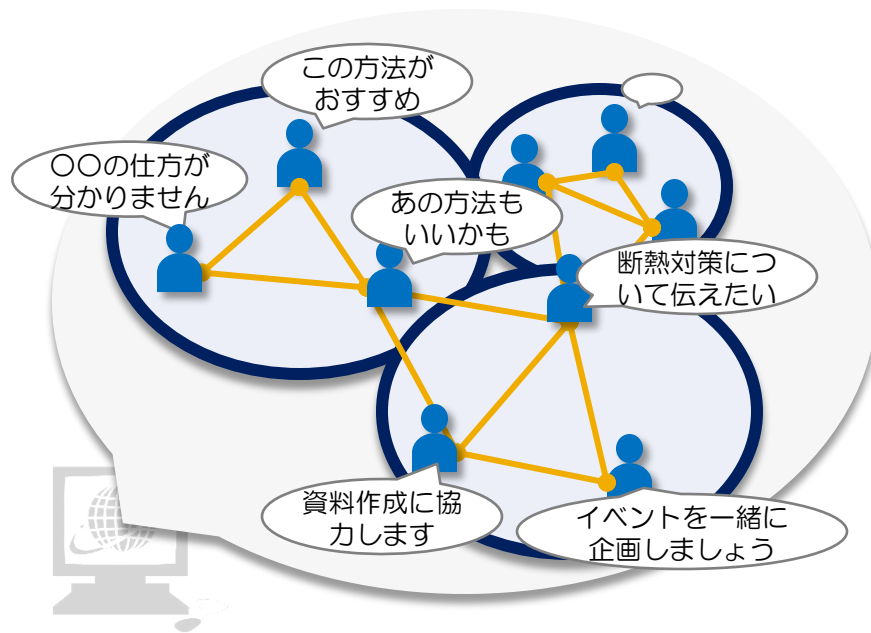 この方法が
おすすめ
〇〇の仕方が
分かりません
あの方法も
いいかも
断熱対策につ
いて伝えたい
資料作成に協
力します
イベントを一緒に
企画しましょう